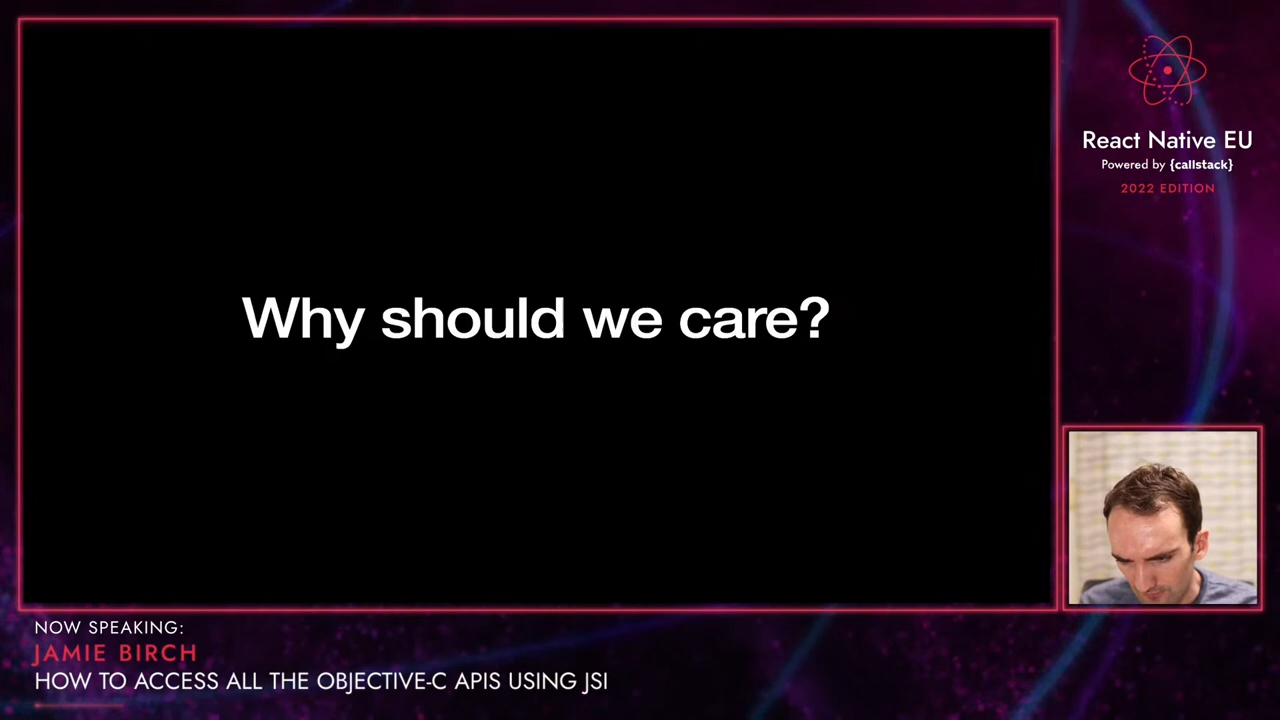 Why should we care?
React Native EU
Powered by {callstack}
2022 EDITION
NOW SPEAKING:
JAMIE BIRCH
HOW TO ACCESS ALL THE OBJECTIVE-C APIS USING JSI